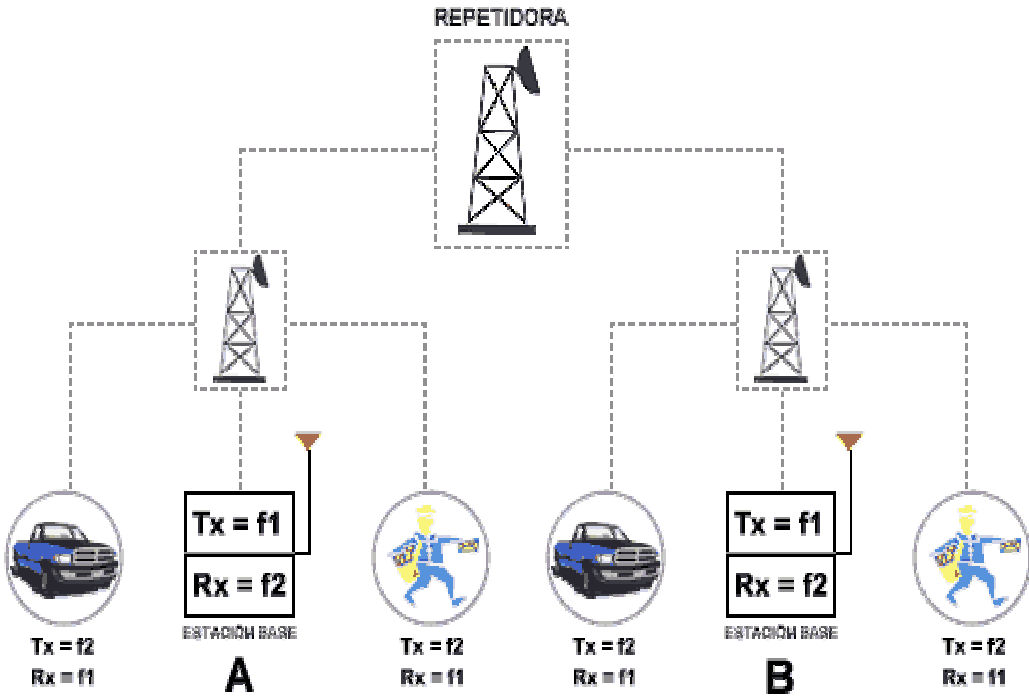 REPETIDORA
Tx = f1
Rx = f2
ESTACIÓN BASE
A
Tx = f2
Rx = f1
Tx = f2
Rx = f1
Tx = f1
Rx = f2
ESTACIÓN BASE
B
Tx = f2
Rx = f1
Tx = f2
Rx = f1